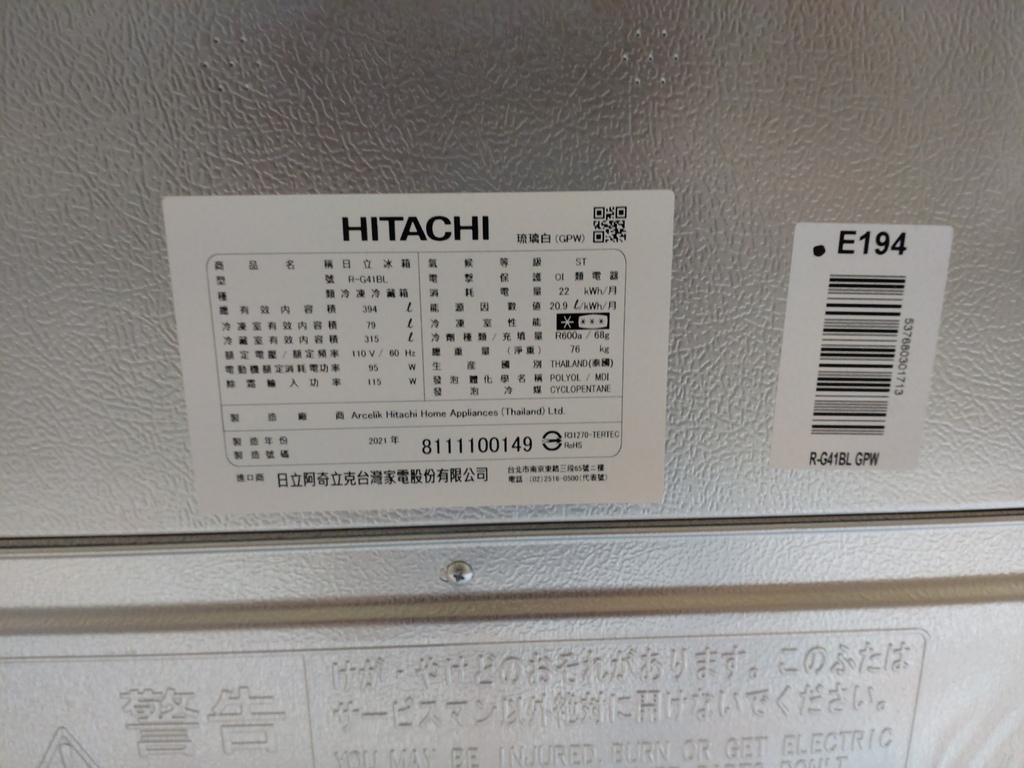 HITACHI
琉璃白(GPW)
商品名稱 日立冰箱
型號 R-G41BL
種類 冷凍冷藏箱
總有效內容積 394 ℓ
冷凍室有效內容積 79 ℓ
冷藏室有效內容積 315 ℓ
額定電壓/額定頻率 110 V / 60 Hz
電動機額定消耗電功率 95 W
除霜輸入功率 115 W
氣候等級 ST
電擊保護 OI 類電器
消耗電量 22 kWh/月
能源因數值 20.9 ℓ/kWh/月
冷凍室性能
冷劑種類/充填量 R600a / 68g
總重量(淨重) 76 kg
生產國別 THAILAND(泰國)
發泡體化學名稱 POLYOL / MDI
發泡冷媒 CYCLOPENTANE
製造廠商 Arcelik Hitachi Home Appliances (Thailand) Ltd.
製造年份 2021 年
製造號碼 8111100149
R31270-TERTEC
RoHS
進口商 日立阿奇立克台灣家電股份有限公司
台北市南京東路三段65號二樓
電話 (02)2516-0500(代表號)
E194
537680301713
R-G41BL GPW
警告
けが・やけどのおそれがあります。このふたは
サービスマン以外絶対に開けないでください。
YOU MAY BE INJURED, BURN OR GET ELECTRIC